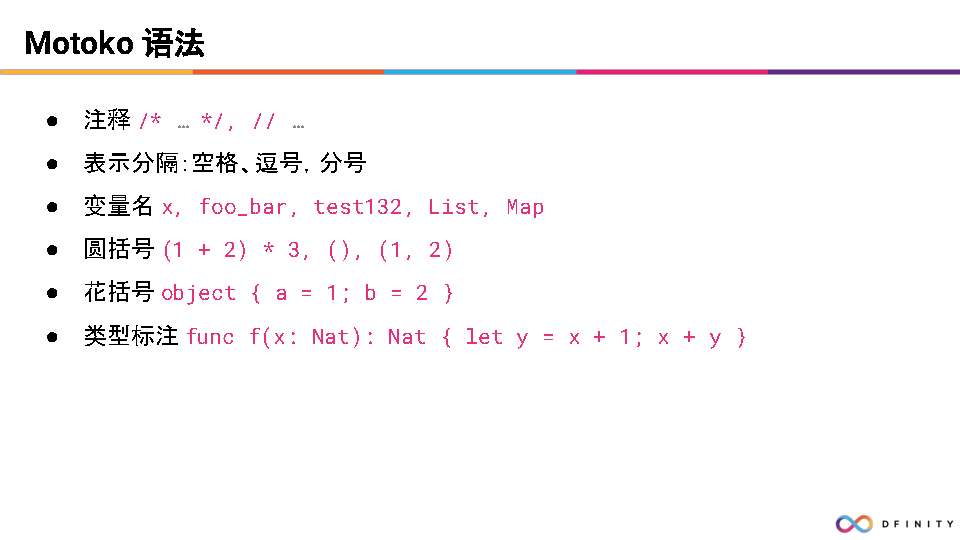 Motoko 语法
● 注释 /* … */, // …
● 表示分隔：空格、逗号，分号
● 变量名 x, foo_bar, test132, List, Map
● 圆括号 (1 + 2) * 3, (), (1, 2)
● 花括号 object { a = 1; b = 2 }
● 类型标注 func f(x: Nat): Nat { let y = x + 1; x + y }
DFINITY